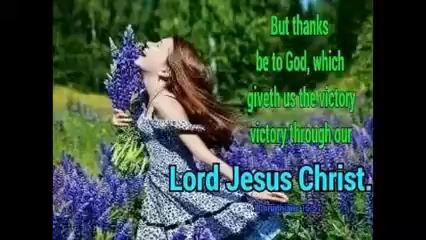 But thanks
be to God, which
giveth us the victory
victory through our
Lord Jesus Christ.